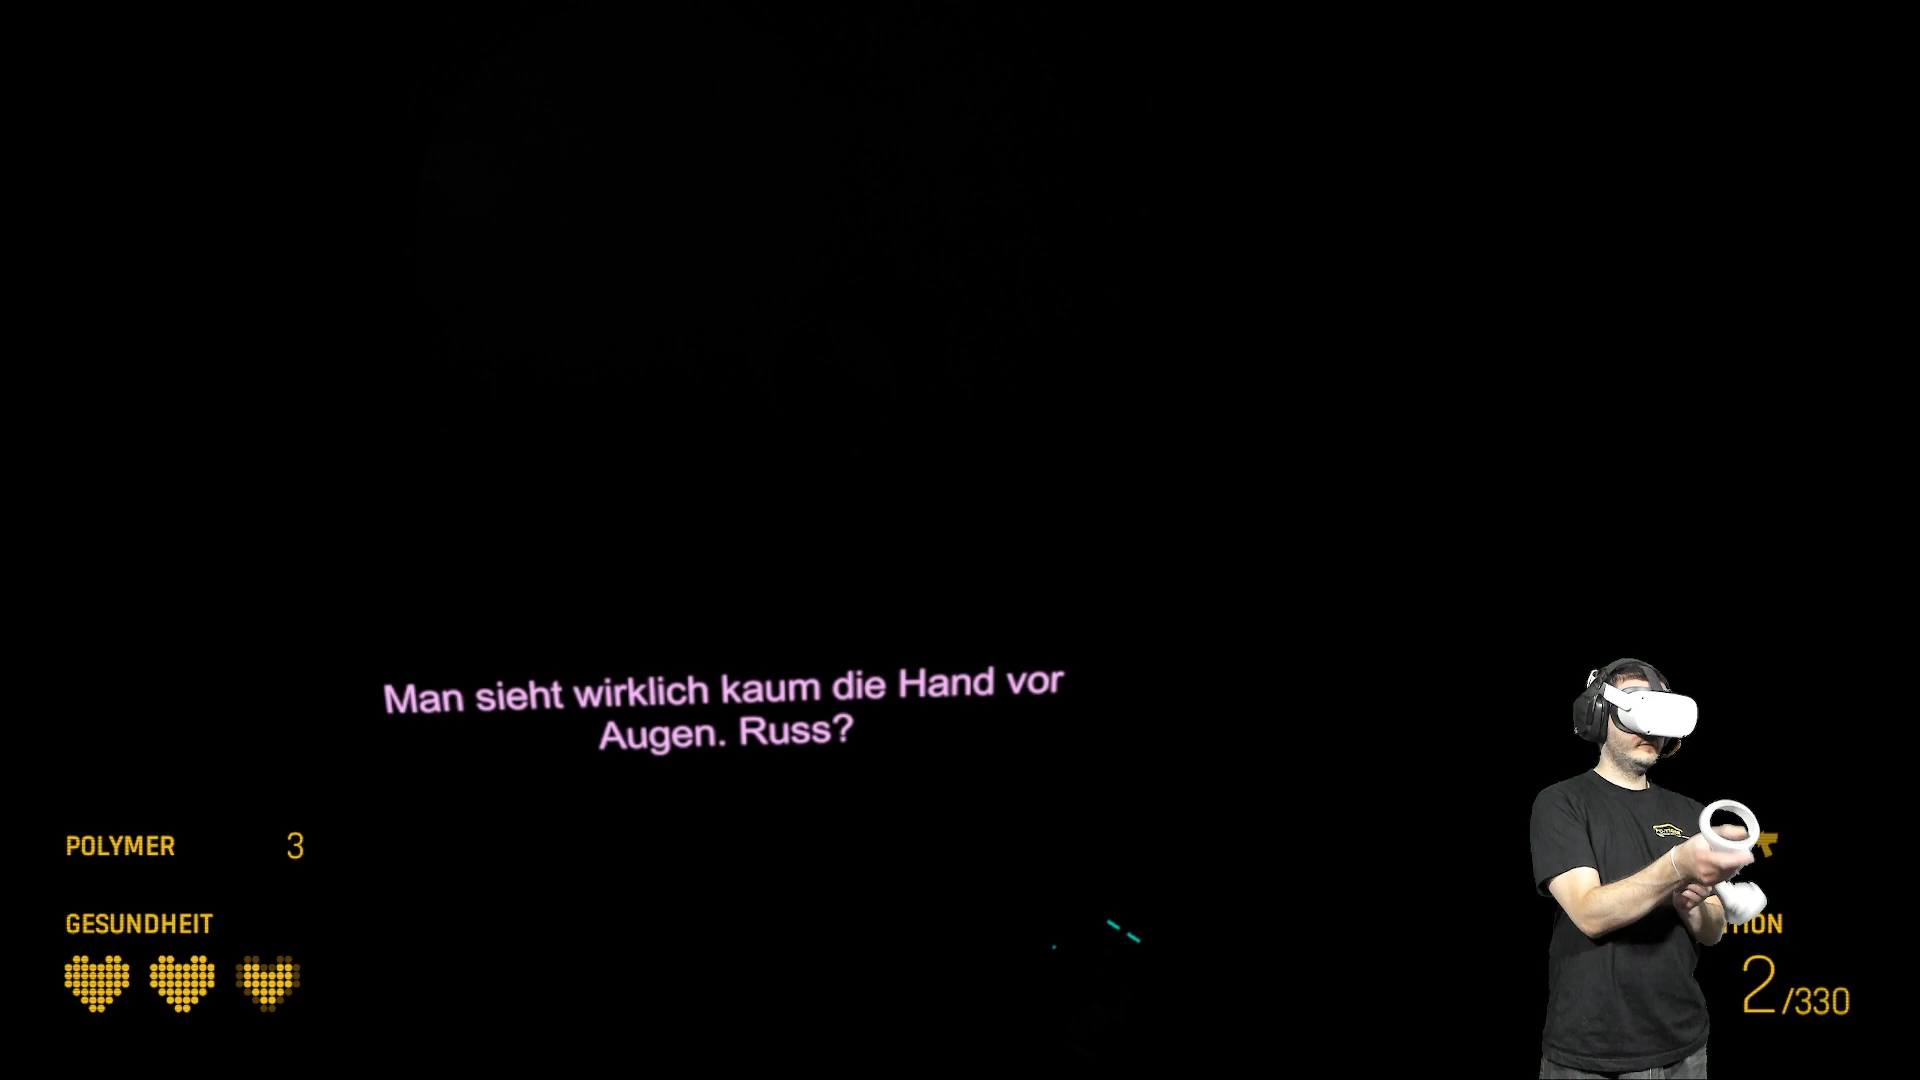 Man sieht wirklich kaum die Hand vor
Augen. Russ?
POLYMER 3
GESUNDHEIT
2/330